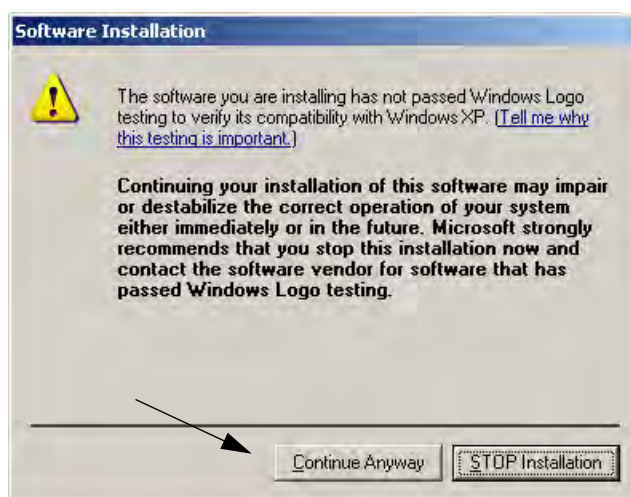 Software Installation
The software you are installing has not passed Windows Logo
testing to verify its compatibility with Windows XP. (Tell me why
this testing is important.)
Continuing your installation of this software may impair
or destabilize the correct operation of your system
either immediately or in the future. Microsoft strongly
recommends that you stop this installation now and
contact the software vendor for software that has
passed Windows Logo testing.
Continue Anyway
STOP Installation